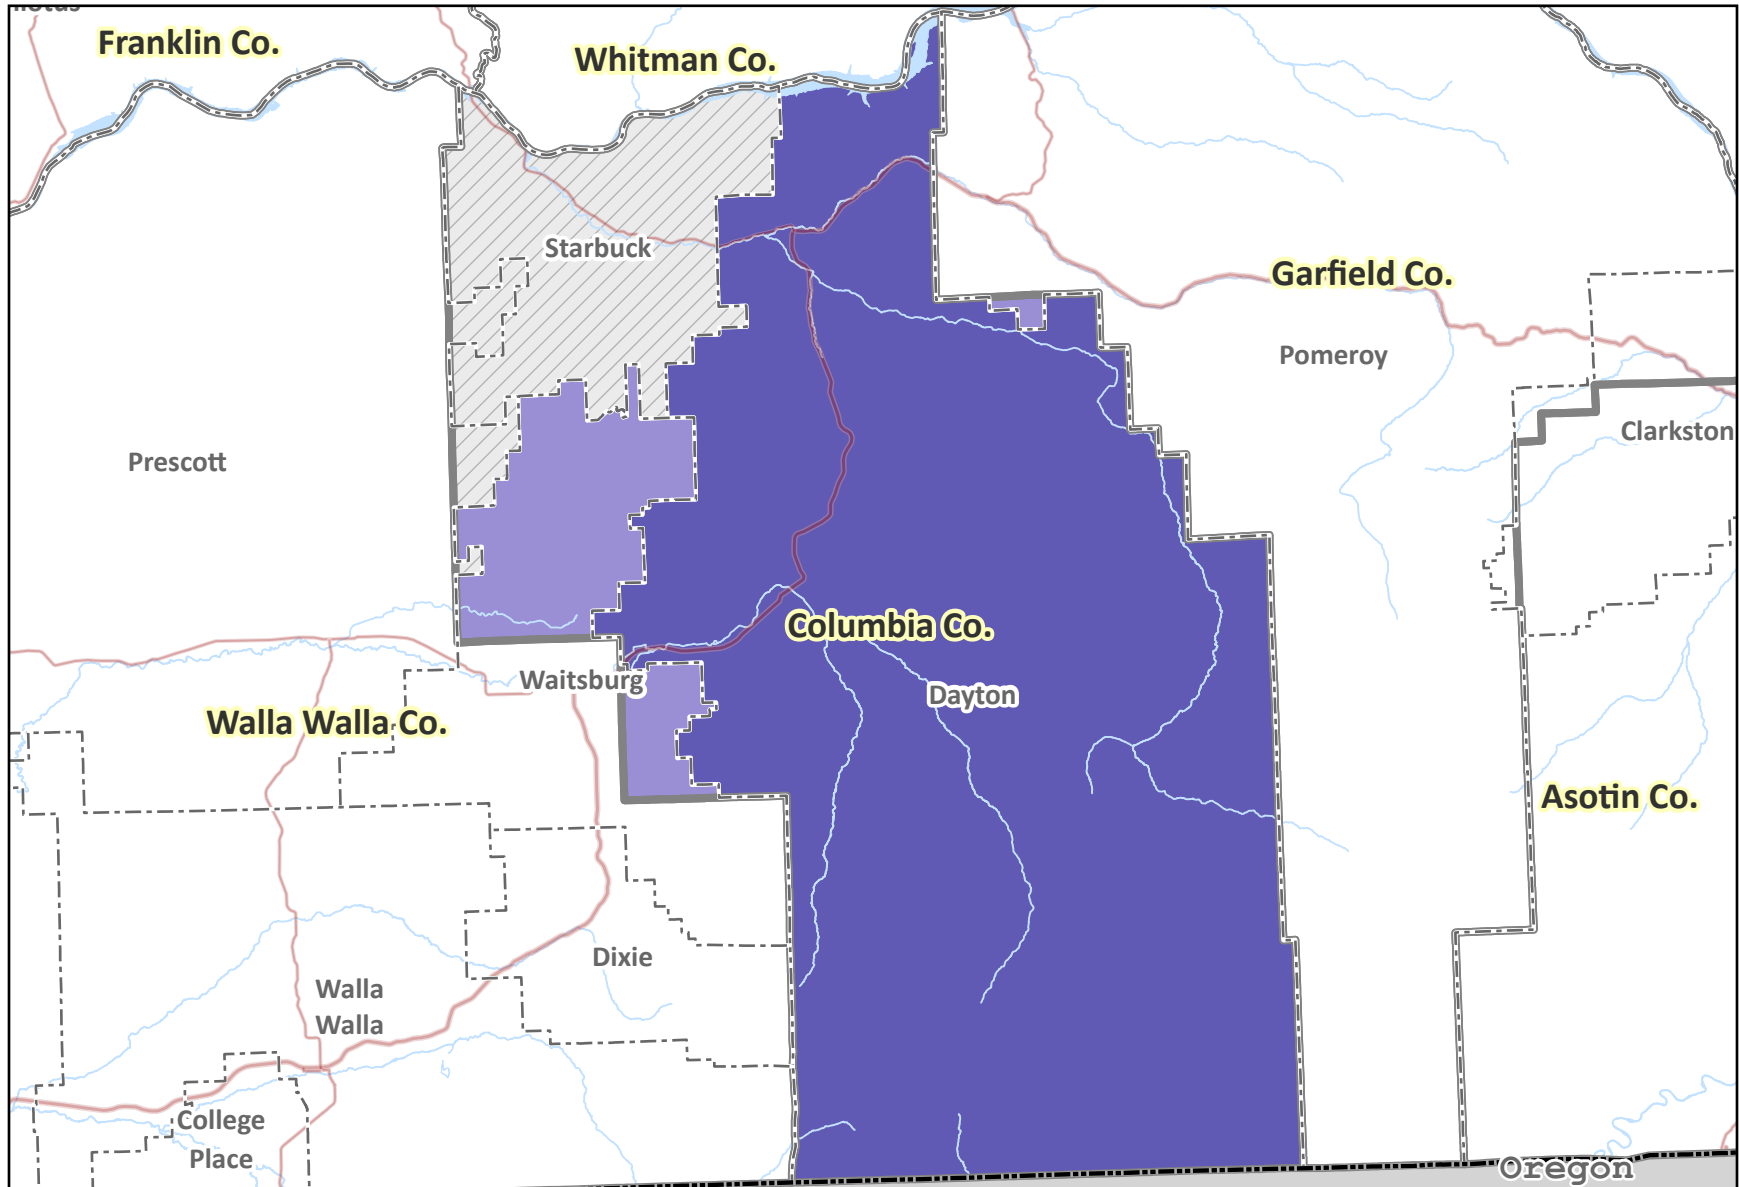 Franklin Co.
Whitman Co.
Starbuck
Garfield Co.
Pomeroy
Clarkston
Prescott
Columbia Co.
Waitsburg
Dayton
Walla Walla Co.
Asotin Co.
Dixie
Walla
Walla
College
Place
Oregon